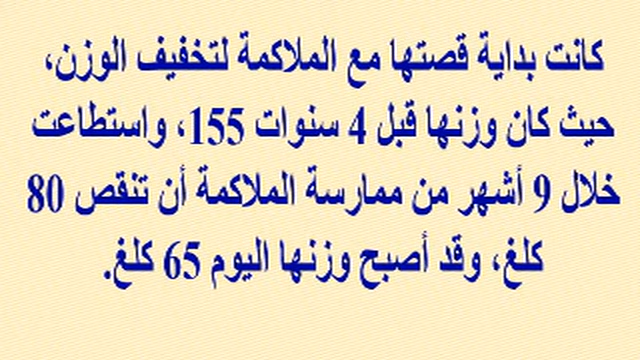 كانت بداية قصتها مع الملاكمة لتخفيف الوزن،
حيث كان وزنها قبل 4 سنوات 155، واستطاعت
خلال 9 أشهر من ممارسة الملاكمة أن تنقص 80
كلغ، وقد أصبح وزنها اليوم 65 كلغ.